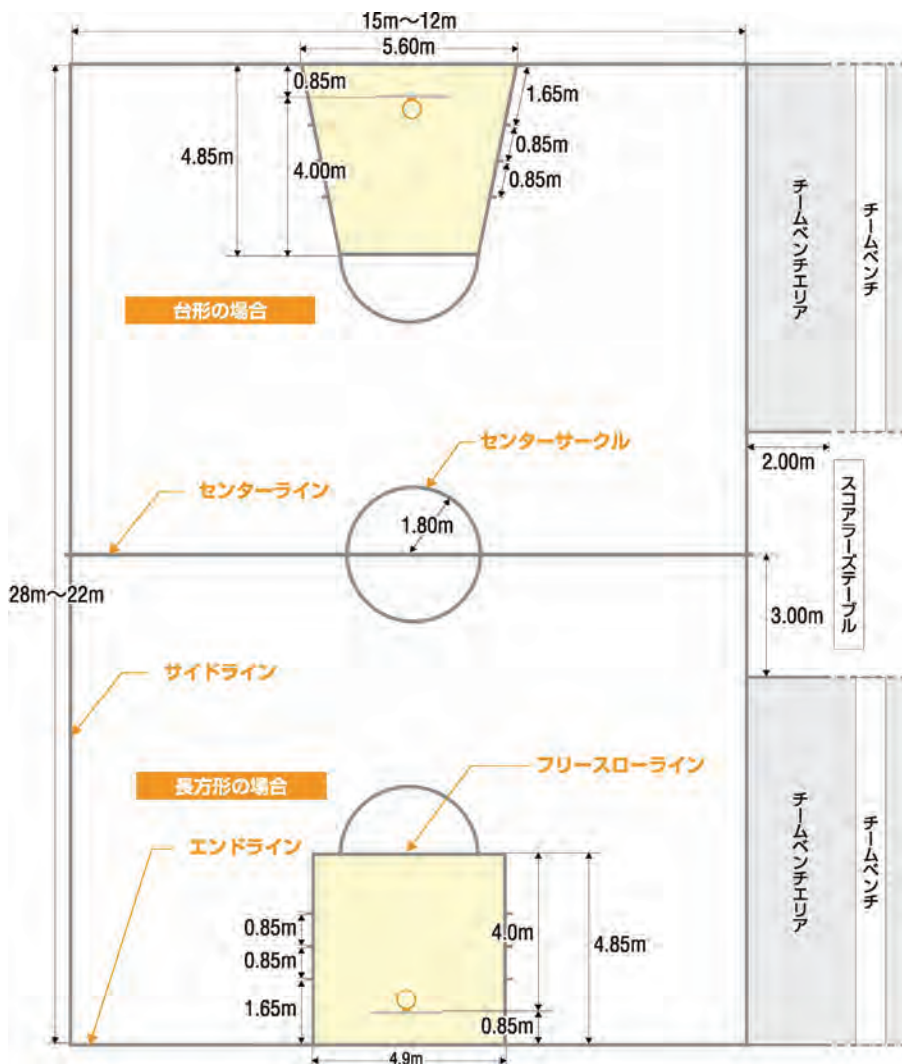 15m～12m
5.60m
0.85m
1.65m
0.85m
4.85m
4.00m
0.85m
チームベンチエリア
チームベンチ
台形の場合
センターサークル
センターライン
2.00m
1.80m
スコアラーズテーブル
28m～22m
3.00m
サイドライン
長方形の場合
フリースローライン
エンドライン
チームベンチエリア
チームベンチ
0.85m
4.0m
4.85m
0.85m
1.65m
0.85m
4.9m